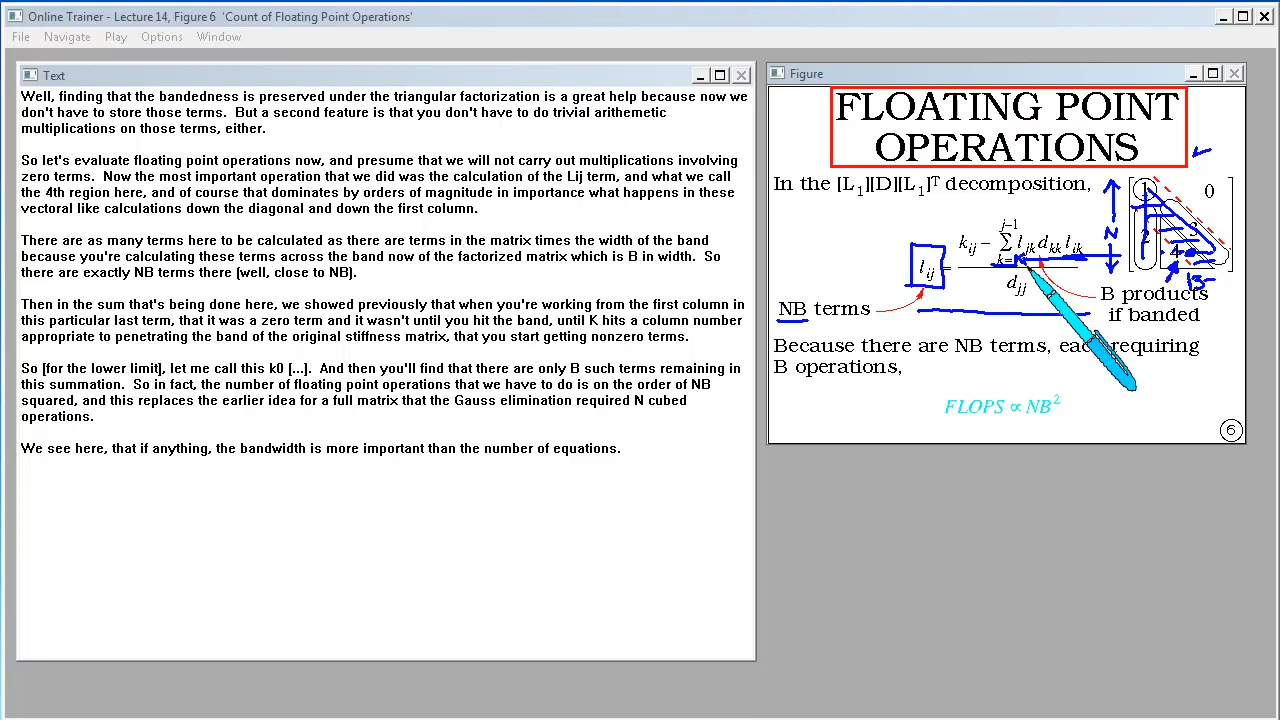 Online Trainer - Lecture 14, Figure 6 'Count of Floating Point Operations'
File Navigate Play Options Window
Text
Well, finding that the bandedness is preserved under the triangular factorization is a great help because now we
don't have to store those terms. But a second feature is that you don't have to do trivial arithemetic
multiplications on those terms, either.
So let's evaluate floating point operations now, and presume that we will not carry out multiplications involving
zero terms. Now the most important operation that we did was the calculation of the Lij term, and what we call
the 4th region here, and of course that dominates by orders of magnitude in importance what happens in these
vectoral like calculations down the diagonal and down the first column.
There are as many terms here to be calculated as there are terms in the matrix times the width of the band
because you're calculating these terms across the band now of the factorized matrix which is B in width. So
there are exactly NB terms there (well, close to NB).
Then in the sum that's being done here, we showed previously that when you're working from the first column in
this particular last term, that it was a zero term and it wasn't until you hit the band, until K hits a column number
appropriate to penetrating the band of the original stiffness matrix, that you start getting nonzero terms.
So [for the lower limit], let me call this k0 [...]. And then you'll find that there are only B such terms remaining in
this summation. So in fact, the number of floating point operations that we have to do is on the order of NB
squared, and this replaces the earlier idea for a full matrix that the Gauss elimination required N cubed
operations.
We see here, that if anything, the bandwidth is more important than the number of equations.
Figure
FLOATING POINT
OPERATIONS
In the [L₁][D][L₁]ᵀ decomposition,
1 0
N
4
B
l_ij = k_ij − Σ l_jk d_kk l_ik
j−1
k=
d_jj
NB terms
B products
if banded
Because there are NB terms, each requiring
B operations,
FLOPS ∝ NB²
6